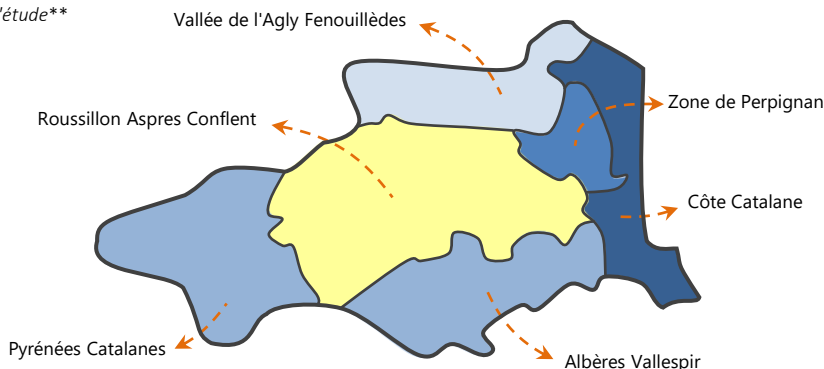 'étude**
Vallée de l'Agly Fenouillèdes
Zone de Perpignan
Roussillon Aspres Conflent
Côte Catalane
Pyrénées Catalanes
Albères Vallespir